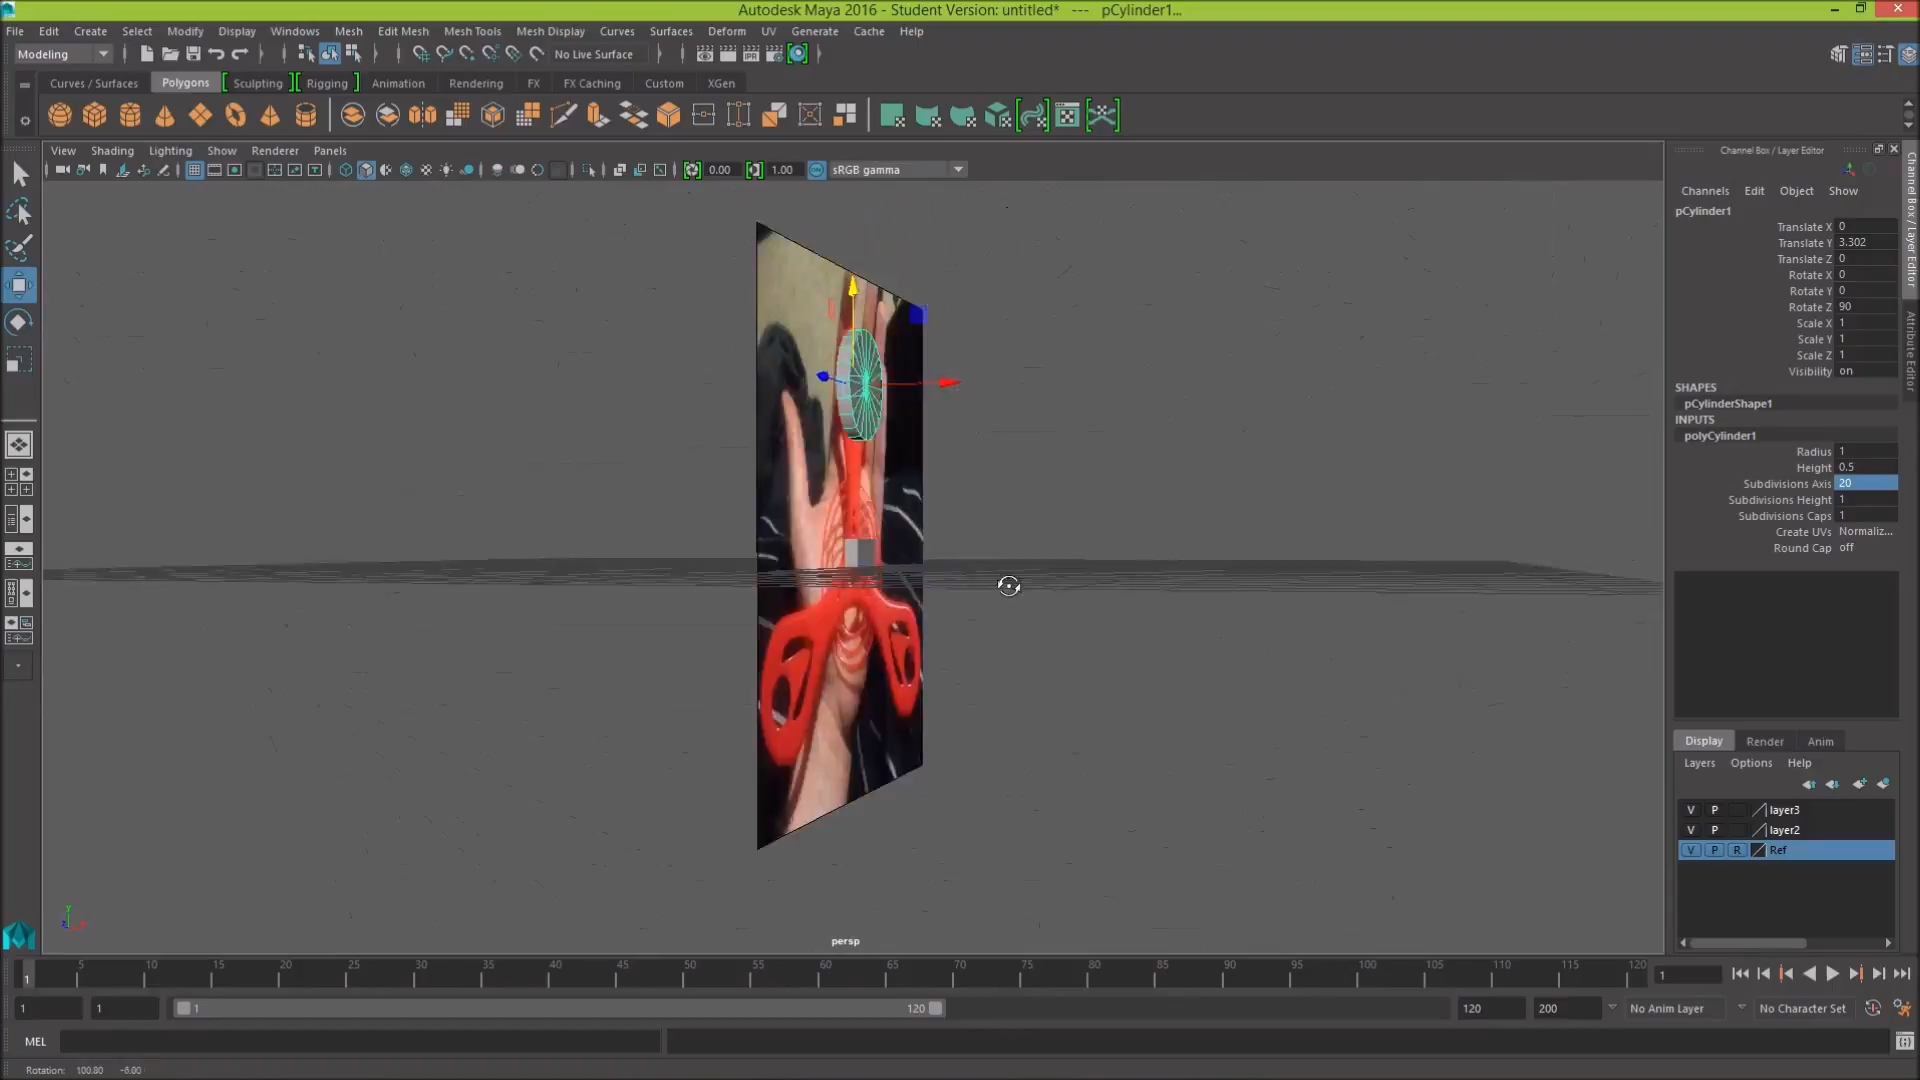 Autodesk Maya 2016 - Student Version: untitled* --- pCylinder1...
File Edit Create Select Modify Display Windows Mesh Edit Mesh Mesh Tools Mesh Display Curves Surfaces Deform UV Generate Cache Help
Modeling No Live Surface
Curves / Surfaces Polygons Sculpting Rigging Animation Rendering FX FX Caching Custom XGen
View Shading Lighting Show Renderer Panels
0.00 1.00 sRGB gamma
Channel Box / Layer Editor
Channels Edit Object Show
pCylinder1
Translate X 0
Translate Y 3.302
Translate Z 0
Rotate X 0
Rotate Y 0
Rotate Z 90
Scale X 1
Scale Y 1
Scale Z 1
Visibility on
SHAPES
pCylinderShape1
INPUTS
polyCylinder1
Radius 1
Height 0.5
Subdivisions Axis 20
Subdivisions Height 1
Subdivisions Caps 1
Create UVs Normaliz...
Round Cap off
Channel Box / Layer Editor
Attribute Editor
Display Render Anim
Layers Options Help
V P layer3
V P layer2
V P R Ref
persp
1 5 10 15 20 25 30 35 40 45 50 55 60 65 70 75 80 85 90 95 100 105 110 115 120 1
1 1 1 120 120 200 No Anim Layer No Character Set
MEL
Rotation: 100.80 -6.00